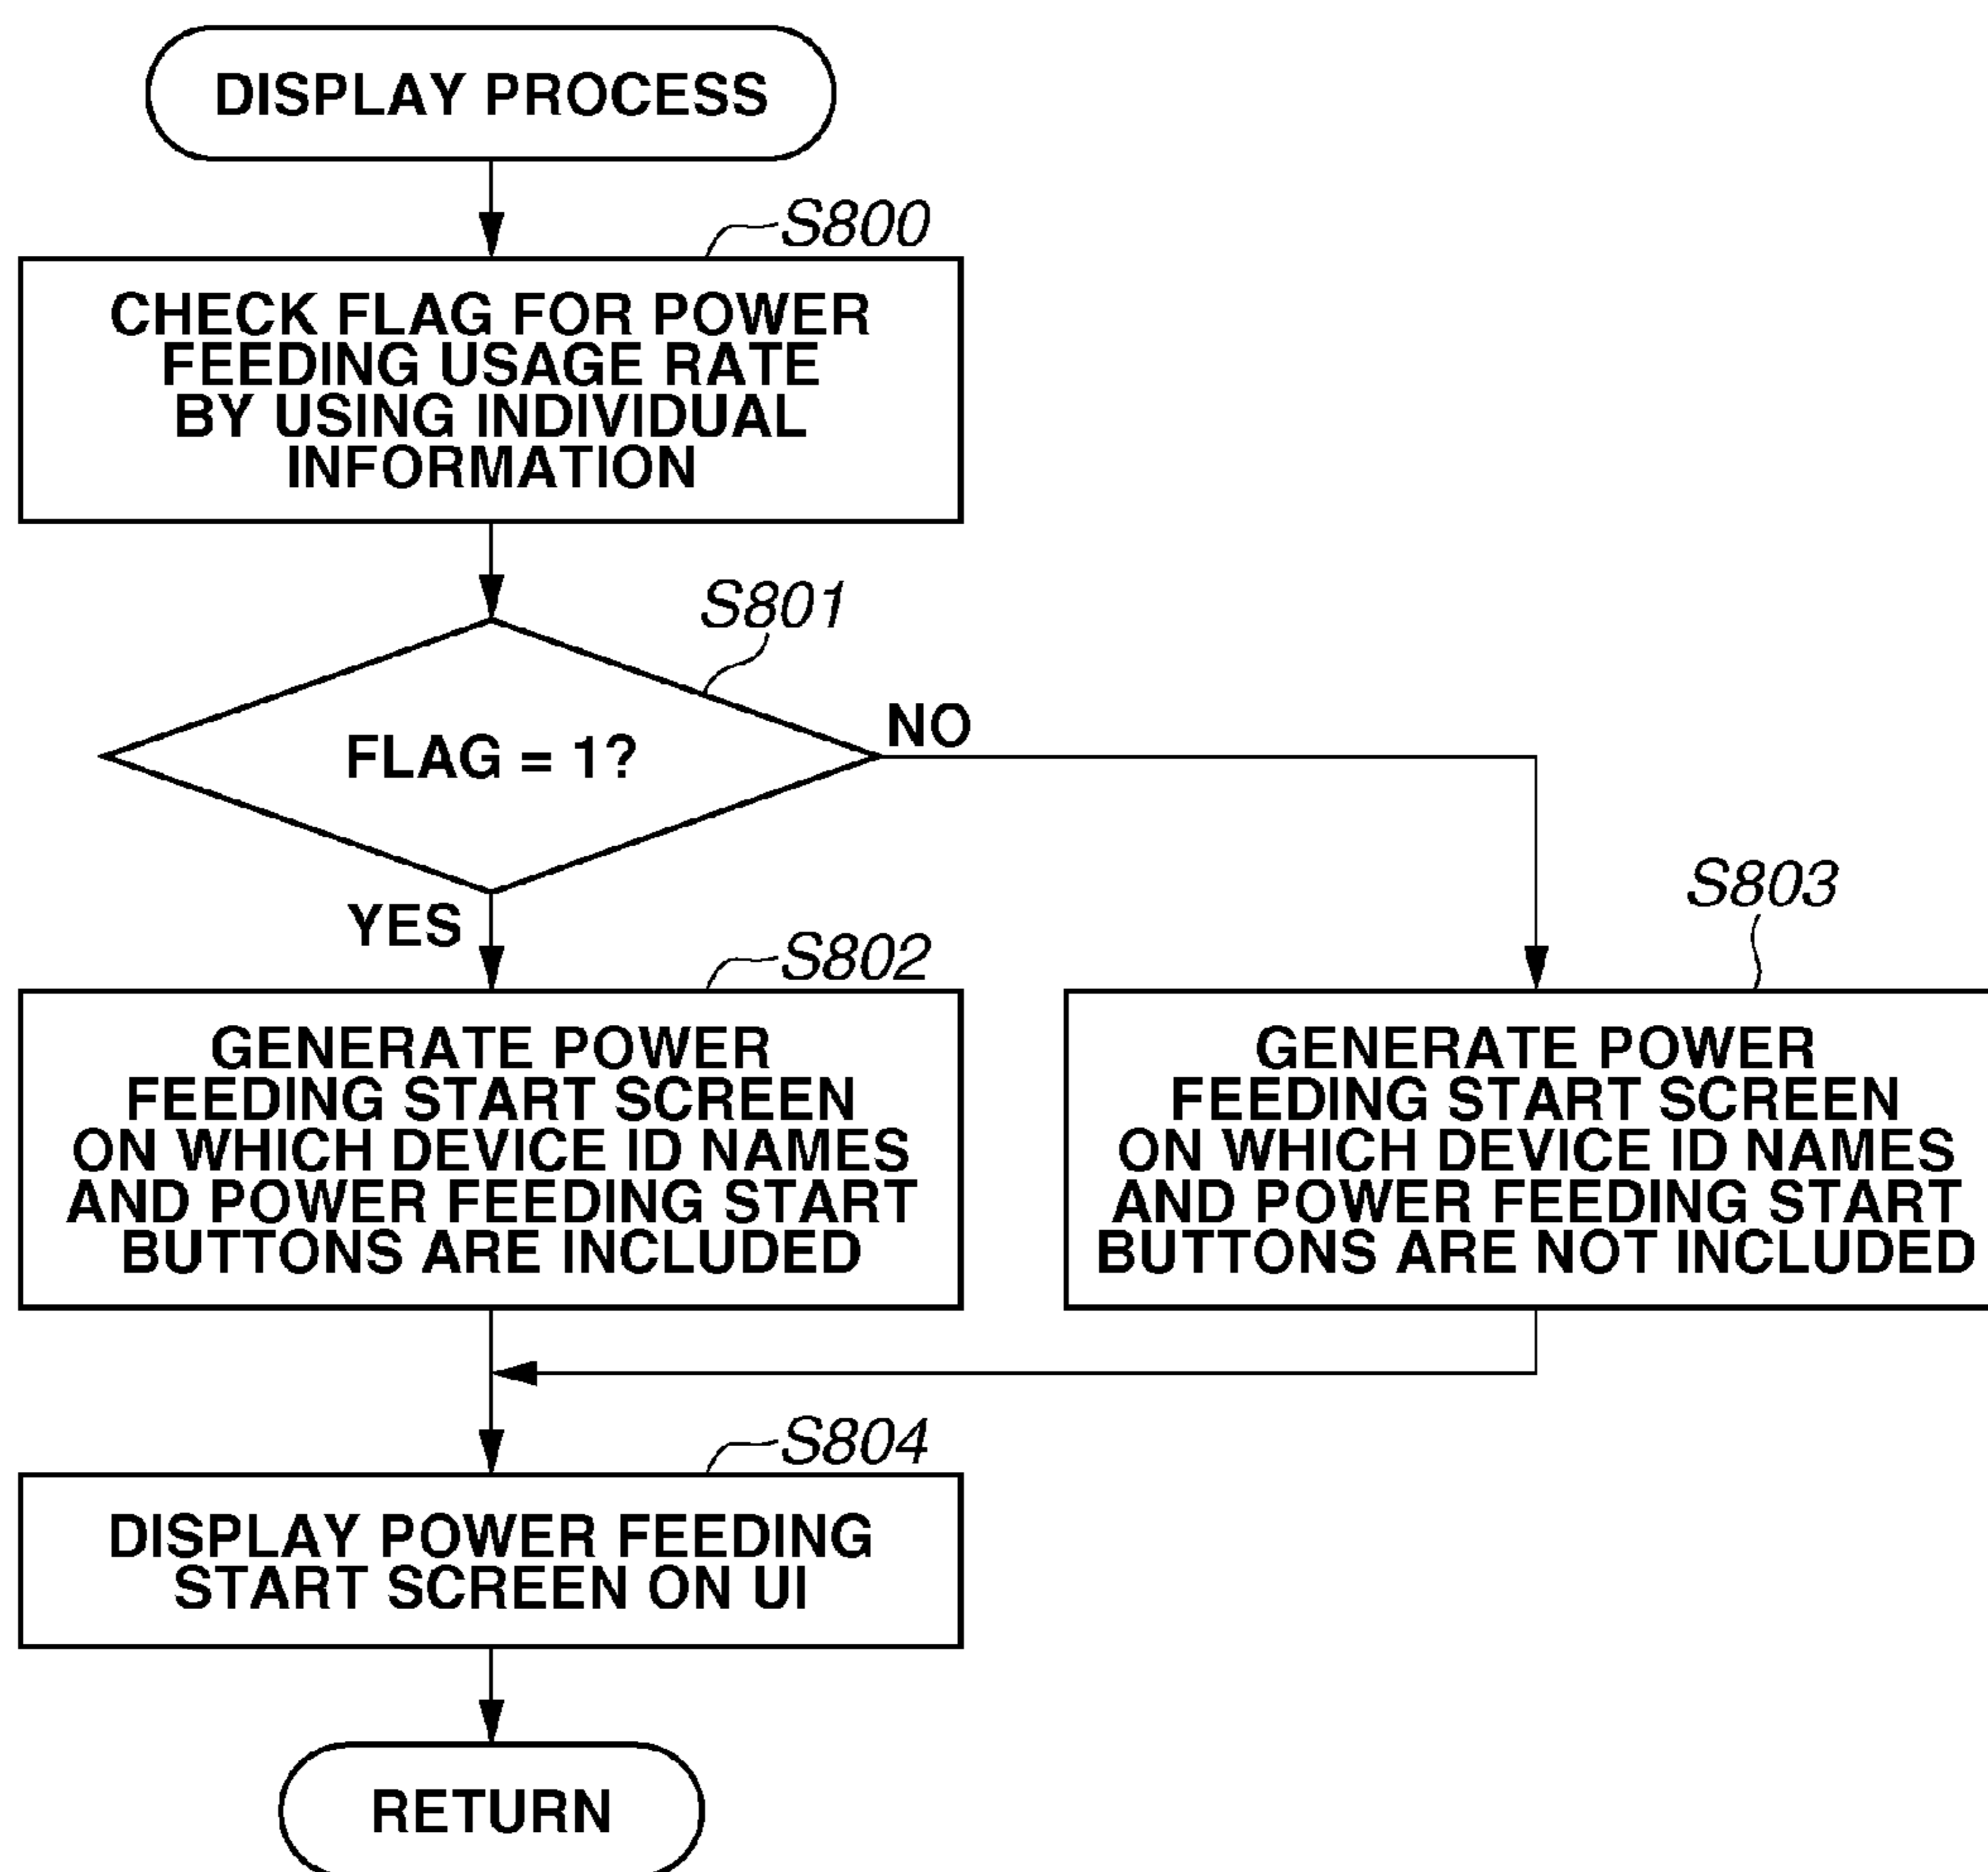 DISPLAY PROCESS
S800
CHECK FLAG FOR POWER
FEEDING USAGE RATE
BY USING INDIVIDUAL
INFORMATION
S801
FLAG = 1?
NO
YES
S802
GENERATE POWER
FEEDING START SCREEN
ON WHICH DEVICE ID NAMES
AND POWER FEEDING START
BUTTONS ARE INCLUDED
S803
GENERATE POWER
FEEDING START SCREEN
ON WHICH DEVICE ID NAMES
AND POWER FEEDING START
BUTTONS ARE NOT INCLUDED
S804
DISPLAY POWER FEEDING
START SCREEN ON UI
RETURN